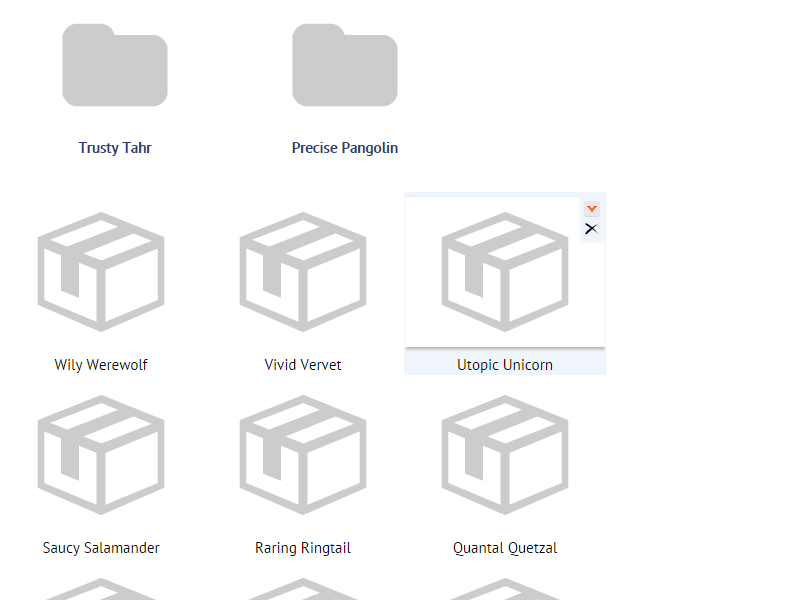 Trusty Tahr
Precise Pangolin
Wily Werewolf
Vivid Vervet
Utopic Unicorn
Saucy Salamander
Raring Ringtail
Quantal Quetzal